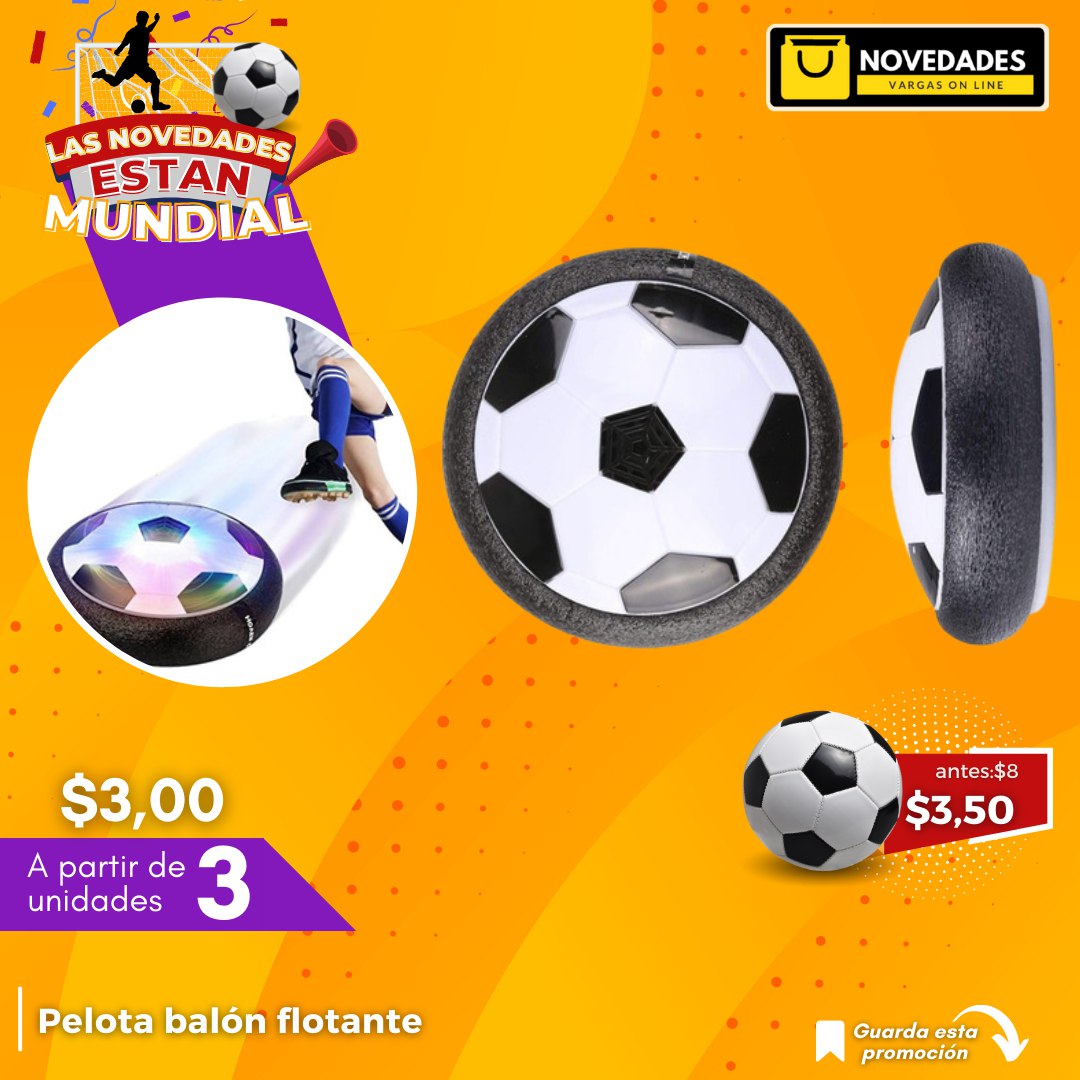 LAS NOVEDADES
ESTAN
MUNDIAL
NOVEDADES
VARGAS ON LINE
$3,00
A partir de
unidades
3
antes:$8
$3,50
Pelota balón flotante
Guarda esta
promoción